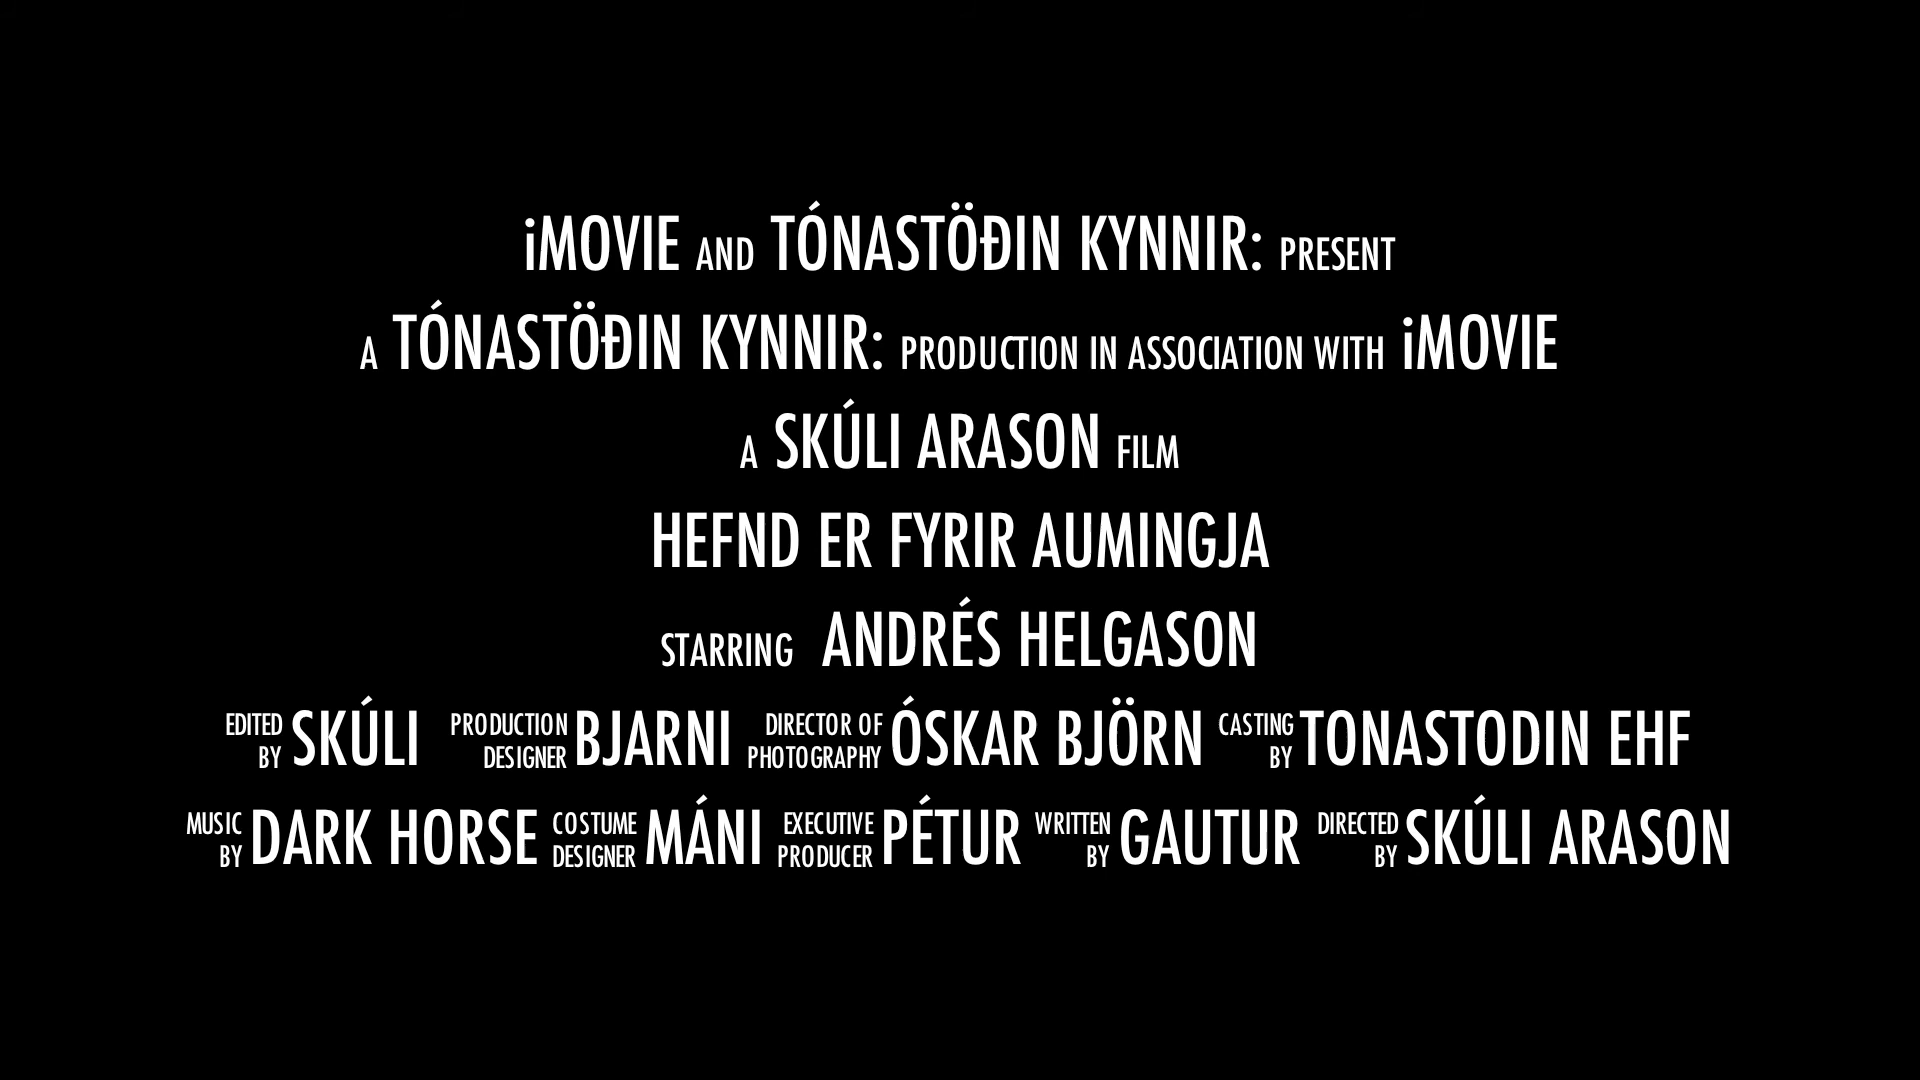 iMOVIE AND TÓNASTÖÐIN KYNNIR: PRESENT
A TÓNASTÖÐIN KYNNIR: PRODUCTION IN ASSOCIATION WITH iMOVIE
A SKÚLI ARASON FILM
HEFND ER FYRIR AUMINGJA
STARRING ANDRÉS HELGASON
EDITED BY SKÚLI PRODUCTION DESIGNER BJARNI DIRECTOR OF PHOTOGRAPHY ÓSKAR BJÖRN CASTING BY TONASTODIN EHF
MUSIC BY DARK HORSE COSTUME DESIGNER MÁNI EXECUTIVE PRODUCER PÉTUR WRITTEN BY GAUTUR DIRECTED BY SKÚLI ARASON